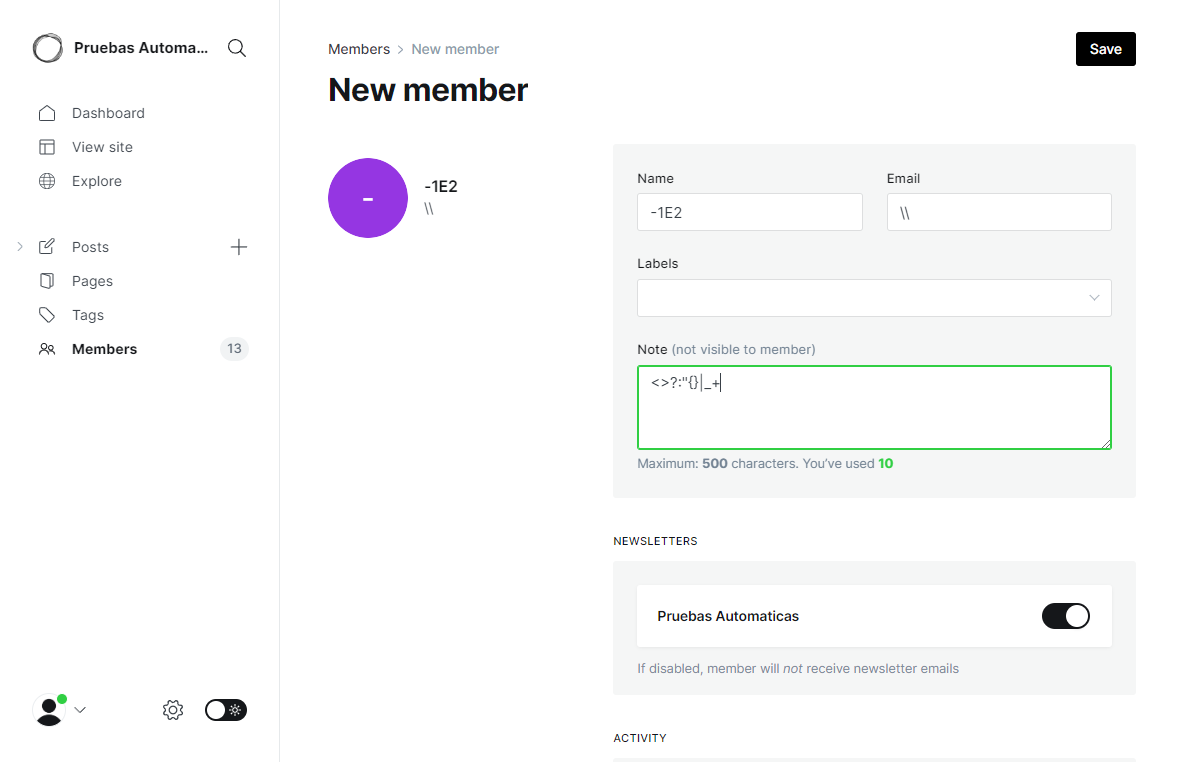 Pruebas Automa...
Dashboard
View site
Explore
Posts
Pages
Tags
Members 13
Members > New member
Save
New member
-
-1E2
\\
Name
-1E2
Email
\\
Labels
Note (not visible to member)
<>?:"{}|_+
Maximum: 500 characters. You've used 10
NEWSLETTERS
Pruebas Automaticas
If disabled, member will not receive newsletter emails
ACTIVITY